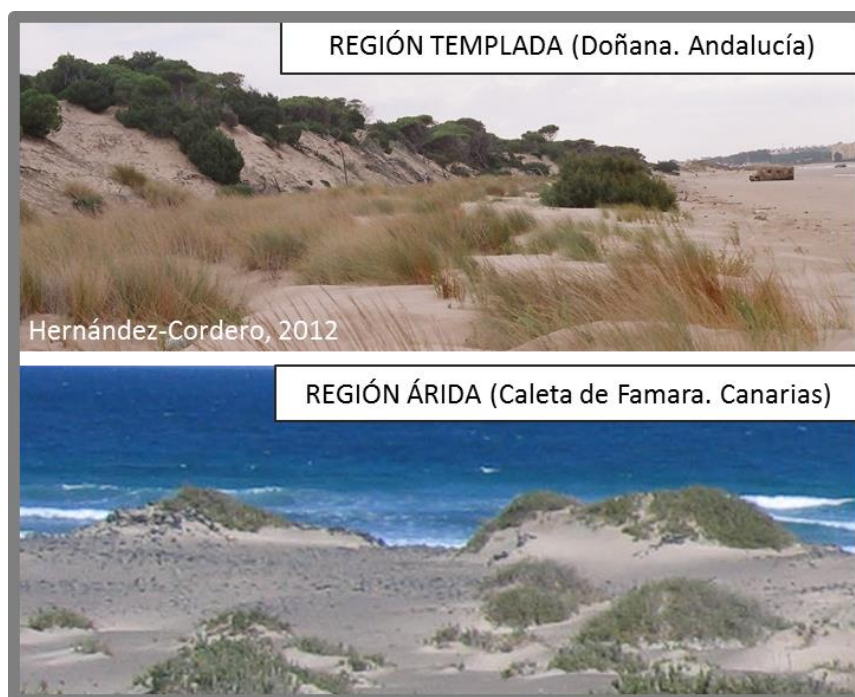 REGIÓN TEMPLADA (Doñana. Andalucía)
Hernández-Cordero, 2012
REGIÓN ÁRIDA (Caleta de Famara. Canarias)